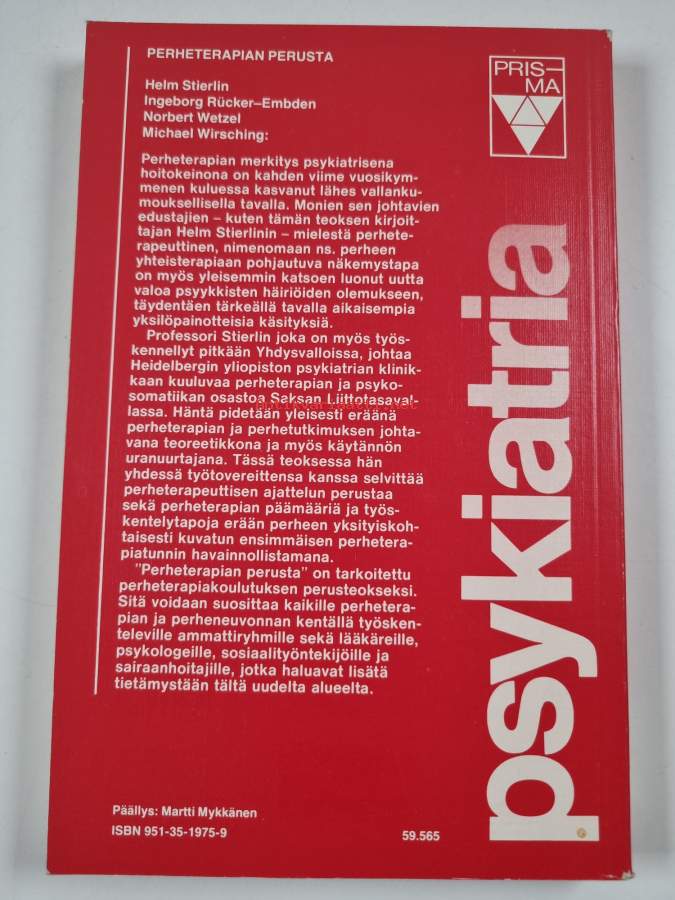 PERHETERAPIAN PERUSTA
Helm Stierlin
Ingeborg Rücker–Embden
Norbert Wetzel
Michael Wirsching:
Perheterapian merkitys psykiatrisena
hoitokeinona on kahden viime vuosikym-
menen kuluessa kasvanut lähes vallanku-
mouksellisella tavalla. Monien sen johtavien
edustajien – kuten tämän teoksen kirjoit-
tajan Helm Stierlinin – mielestä perhete-
rapeuttinen, nimenomaan ns. perheen
yhteisterapiaan pohjautuva näkemystapa
on myös yleisemmin katsoen luonut uutta
valoa psyykkisten häiriöiden olemukseen,
täydentäen tärkeällä tavalla aikaisempia
yksilöpainotteisia käsityksiä.
Professori Stierlin joka on myös työs-
kennellyt pitkään Yhdysvalloissa, johtaa
Heidelbergin yliopiston psykiatrian klinik-
kaan kuuluvaa perheterapian ja psyko-
somatiikan osastoa Saksan Liittotasaval-
lassa. Häntä pidetään yleisesti eräänä
perheterapian ja perhetutkimuksen johta-
vana teoreetikkona ja myös käytännön
uranuurtajana. Tässä teoksessa hän
yhdessä työtovereittensa kanssa selvittää
perheterapeuttisen ajattelun perustaa
sekä perheterapian päämääriä ja työs-
kentelytapoja erään perheen yksityiskoh-
taisesti kuvatun ensimmäisen perhetera-
piatunnin havainnollistamana.
"Perheterapian perusta" on tarkoitettu
perheterapiakoulutuksen perusteokseksi.
Sitä voidaan suosittaa kaikille perhetera-
pian ja perheneuvonnan kentällä työsken-
televille ammattiryhmille sekä lääkäreille,
psykologeille, sosiaalityöntekijöille ja
sairaanhoitajille, jotka haluavat lisätä
tietämystään tältä uudelta alueelta.
Päällys: Martti Mykkänen
ISBN 951-35-1975-9
59.565
PRIS–
MA
psykiatria